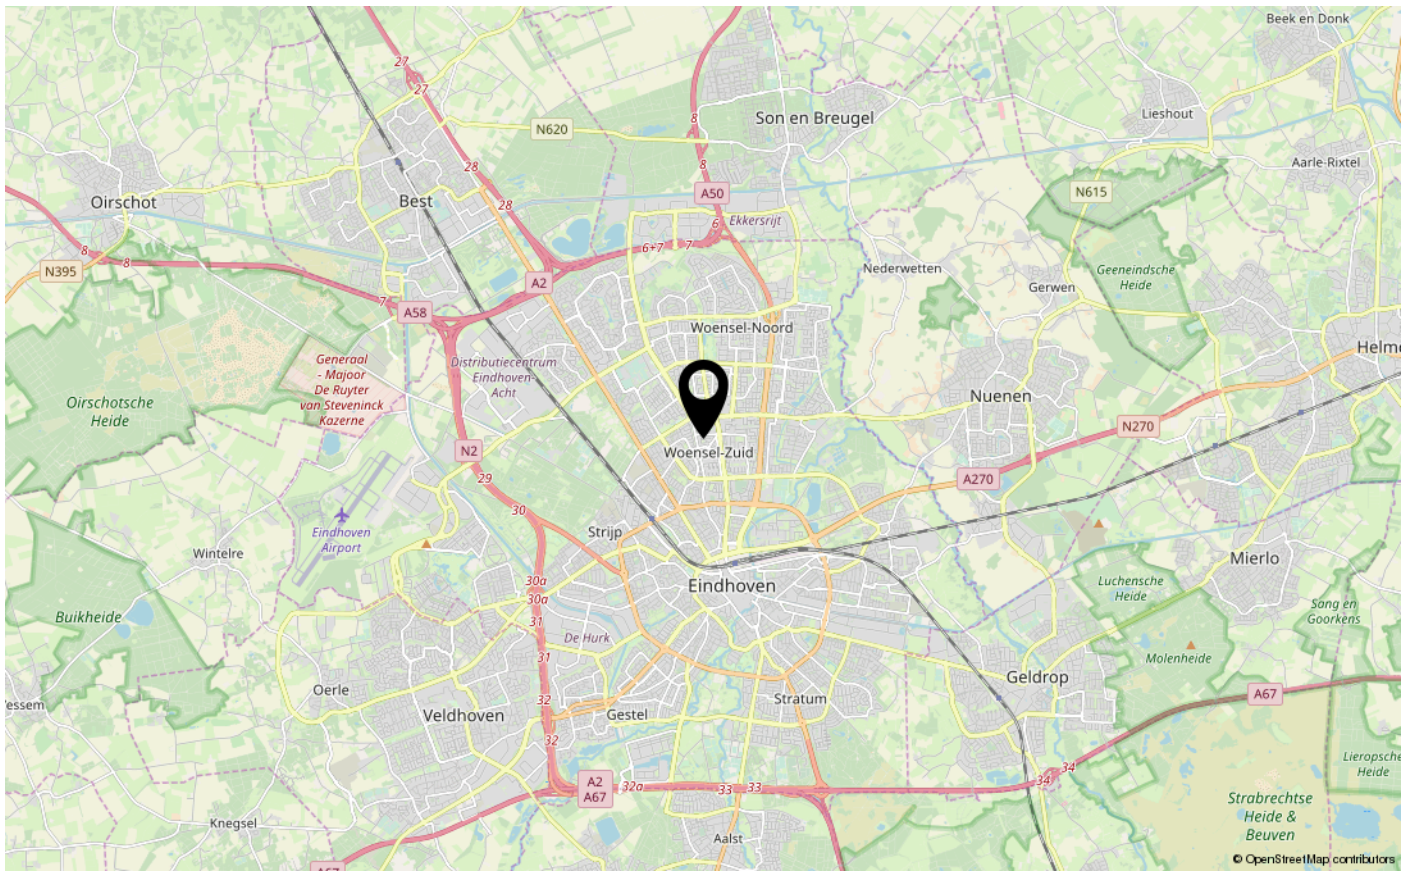 Beek en Donk
27
27
Lieshout
Son en Breugel
8
N620
8
Aarle-Rixtel
28
N615
A50
Oirschot
Best
28
Ekkersrijt
6
6+7
7
8
8
N395
Nederwetten
Geeneindsche
Heide
A2
Gerwen
7
A58
Woensel-Noord
Helm
Generaal
- Majoor
De Ruyter
van Steveninck
Kazerne
Distributiecentrum
Eindhoven-
Acht
Oirschotsche
Heide
Nuenen
N270
N2
Woensel-Zuid
29
A270
30
Strijp
Eindhoven
Airport
Wintelre
Mierlo
30a
Eindhoven
Luchensche
Heide
30a
Buikheide
31
Sang en
Goorkens
De Hurk
31
Molenheide
Geldrop
Oerle
A67
32
Stratum
essem
Veldhoven
Gestel
32
Lieropsche
Heide
34
34
A2
A67
32a
33
33
Strabrechtse
Heide &
Beuven
Knegsel
Aalst
© OpenStreetMap contributors